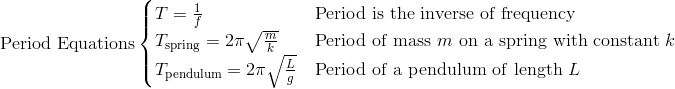 Period Equations
T = 1/f Period is the inverse of frequency
T_spring = 2π√(m/k) Period of mass m on a spring with constant k
T_pendulum = 2π√(L/g) Period of a pendulum of length L